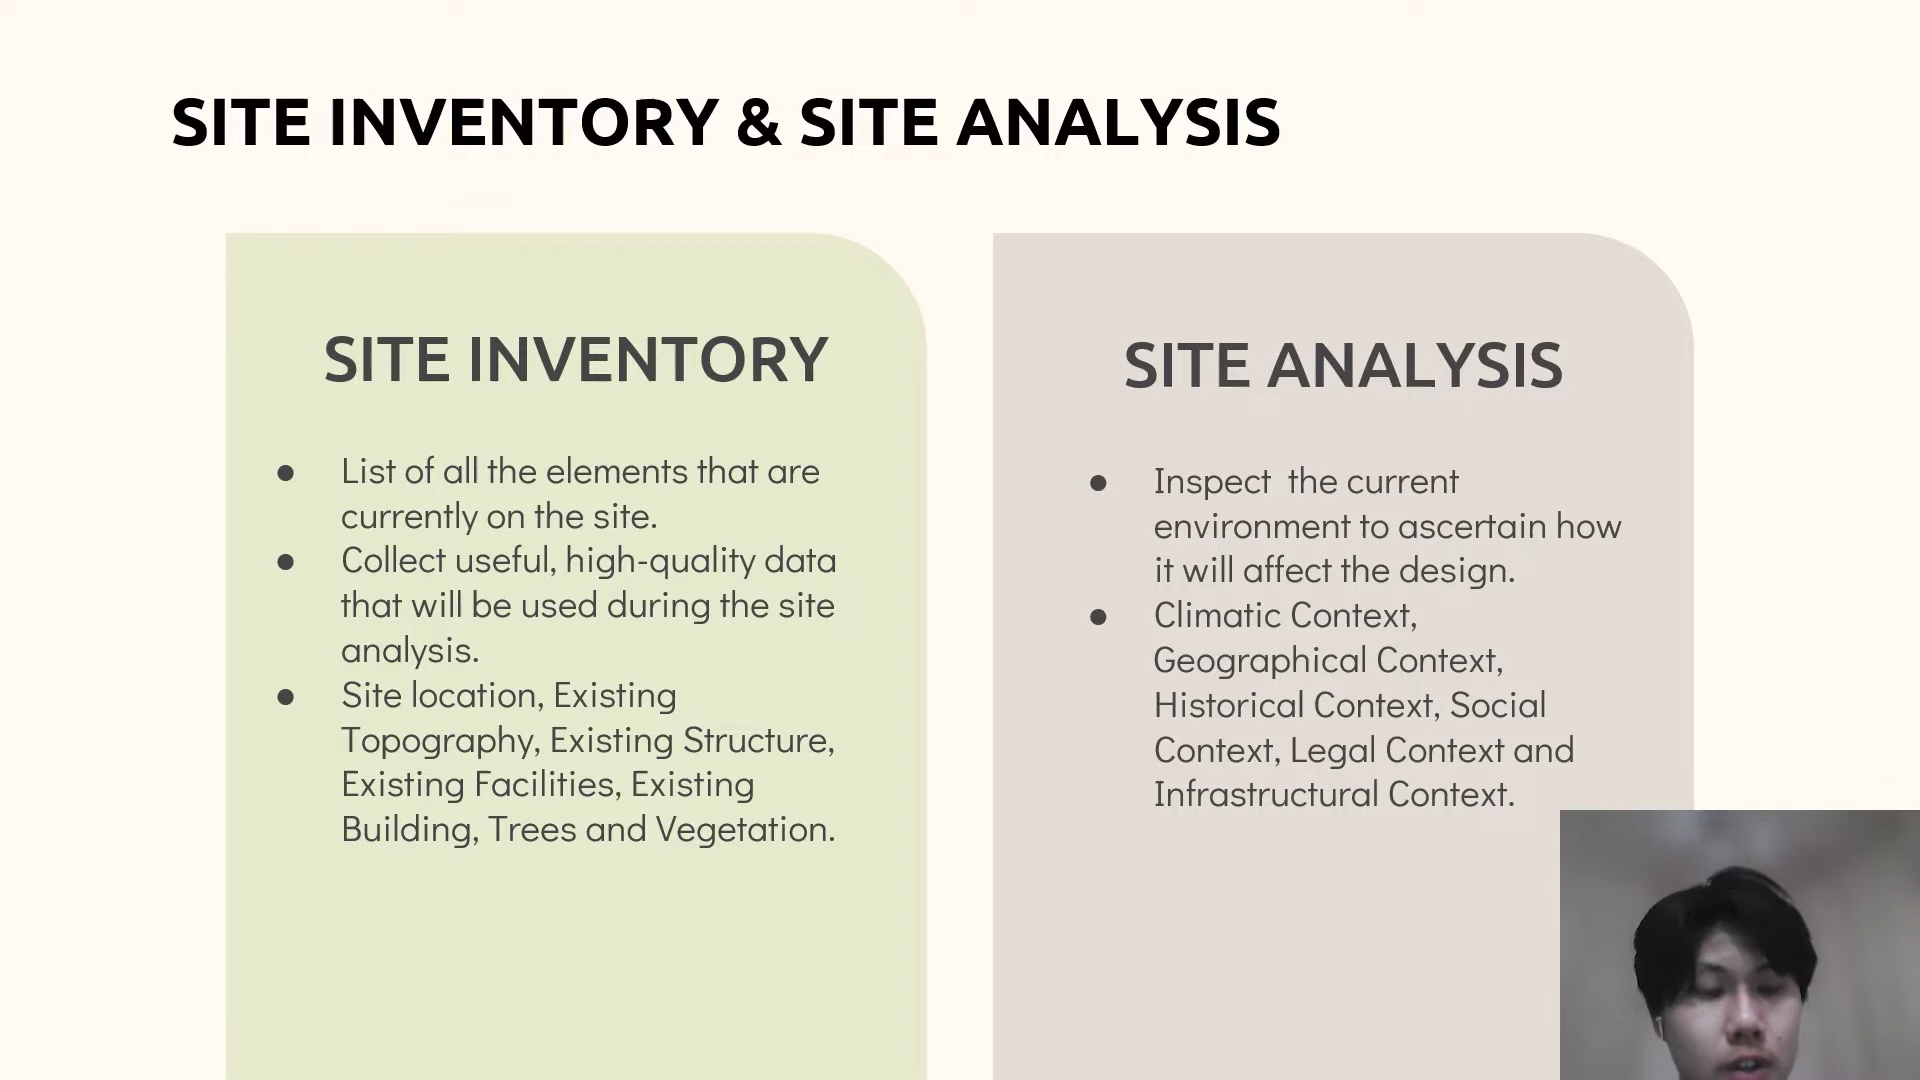 SITE INVENTORY & SITE ANALYSIS
SITE INVENTORY
● List of all the elements that are
currently on the site.
● Collect useful, high-quality data
that will be used during the site
analysis.
● Site location, Existing
Topography, Existing Structure,
Existing Facilities, Existing
Building, Trees and Vegetation.
SITE ANALYSIS
● Inspect  the current
environment to ascertain how
it will affect the design.
● Climatic Context,
Geographical Context,
Historical Context, Social
Context, Legal Context and
Infrastructural Context.